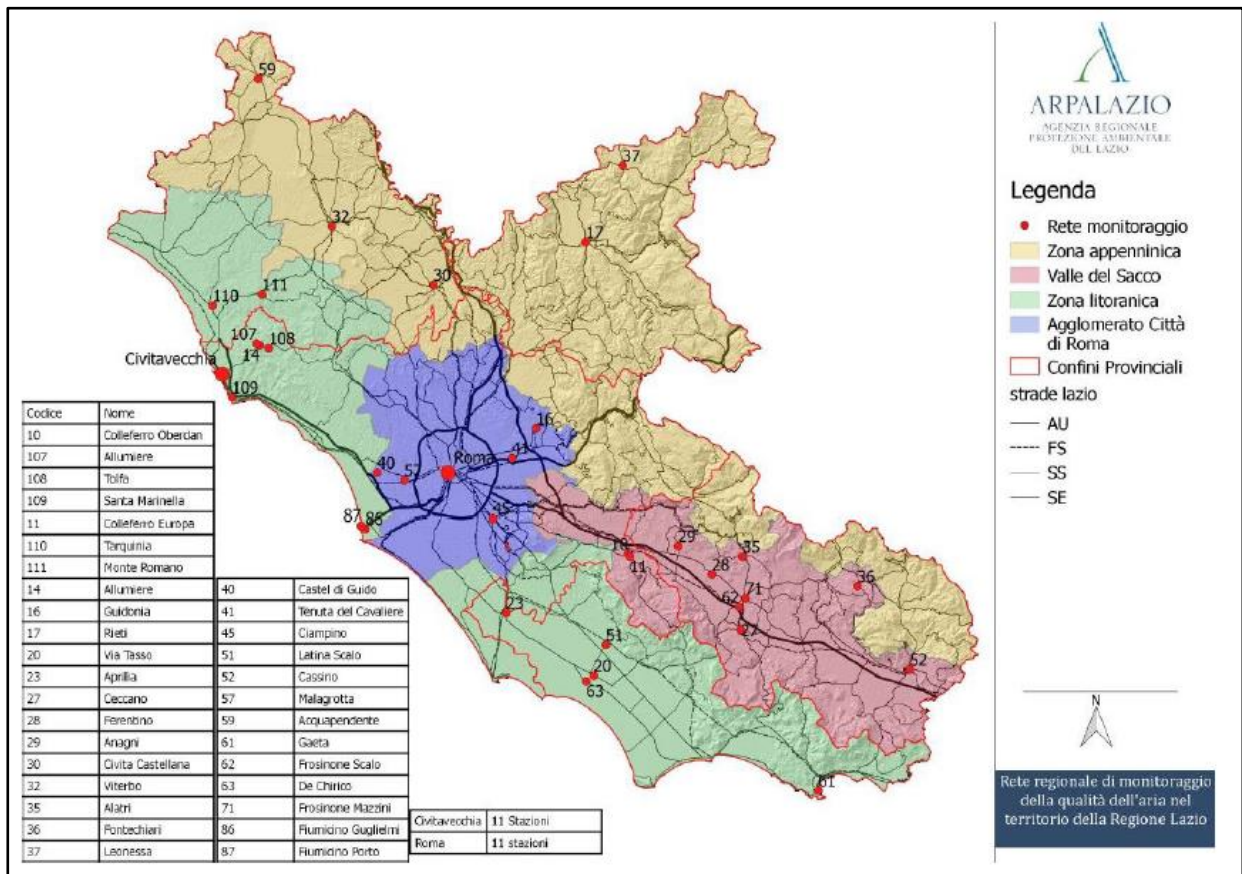 ARPALAZIO
AGENZIA REGIONALE
PROTEZIONE AMBIENTALE
DEL LAZIO
Legenda
Rete monitoraggio
Zona appenninica
Valle del Sacco
Zona litoranica
Agglomerato Città
di Roma
Confini Provinciali
strade lazio
AU
FS
SS
SE
N
Rete regionale di monitoraggio
della qualità dell'aria nel
territorio della Regione Lazio
59
37
32
17
30
110
111
107
108
14
Civitavecchia
109
16
41
Roma
40
57
45
87
86
10
11
29
28
35
36
71
62
27
52
23
51
20
63
61
Codice Nome
10 Colleferro Oberdan
107 Allumiere
108 Tolfa
109 Santa Marinella
11 Colleferro Europa
110 Tarquinia
111 Monte Romano
14 Allumiere
16 Guidonia
17 Rieti
20 Via Tasso
23 Aprilia
27 Ceccano
28 Ferentino
29 Anagni
30 Civita Castellana
32 Viterbo
35 Alatri
36 Fontechiari
37 Leonessa
40 Castel di Guido
41 Tenuta del Cavaliere
45 Ciampino
51 Latina Scalo
52 Cassino
57 Malagrotta
59 Acquapendente
61 Gaeta
62 Frosinone Scalo
63 De Chirico
71 Frosinone Mazzini
86 Fiumicino Guglielmi
87 Fiumicino Porto
Civitavecchia 11 Stazioni
Roma 11 stazioni